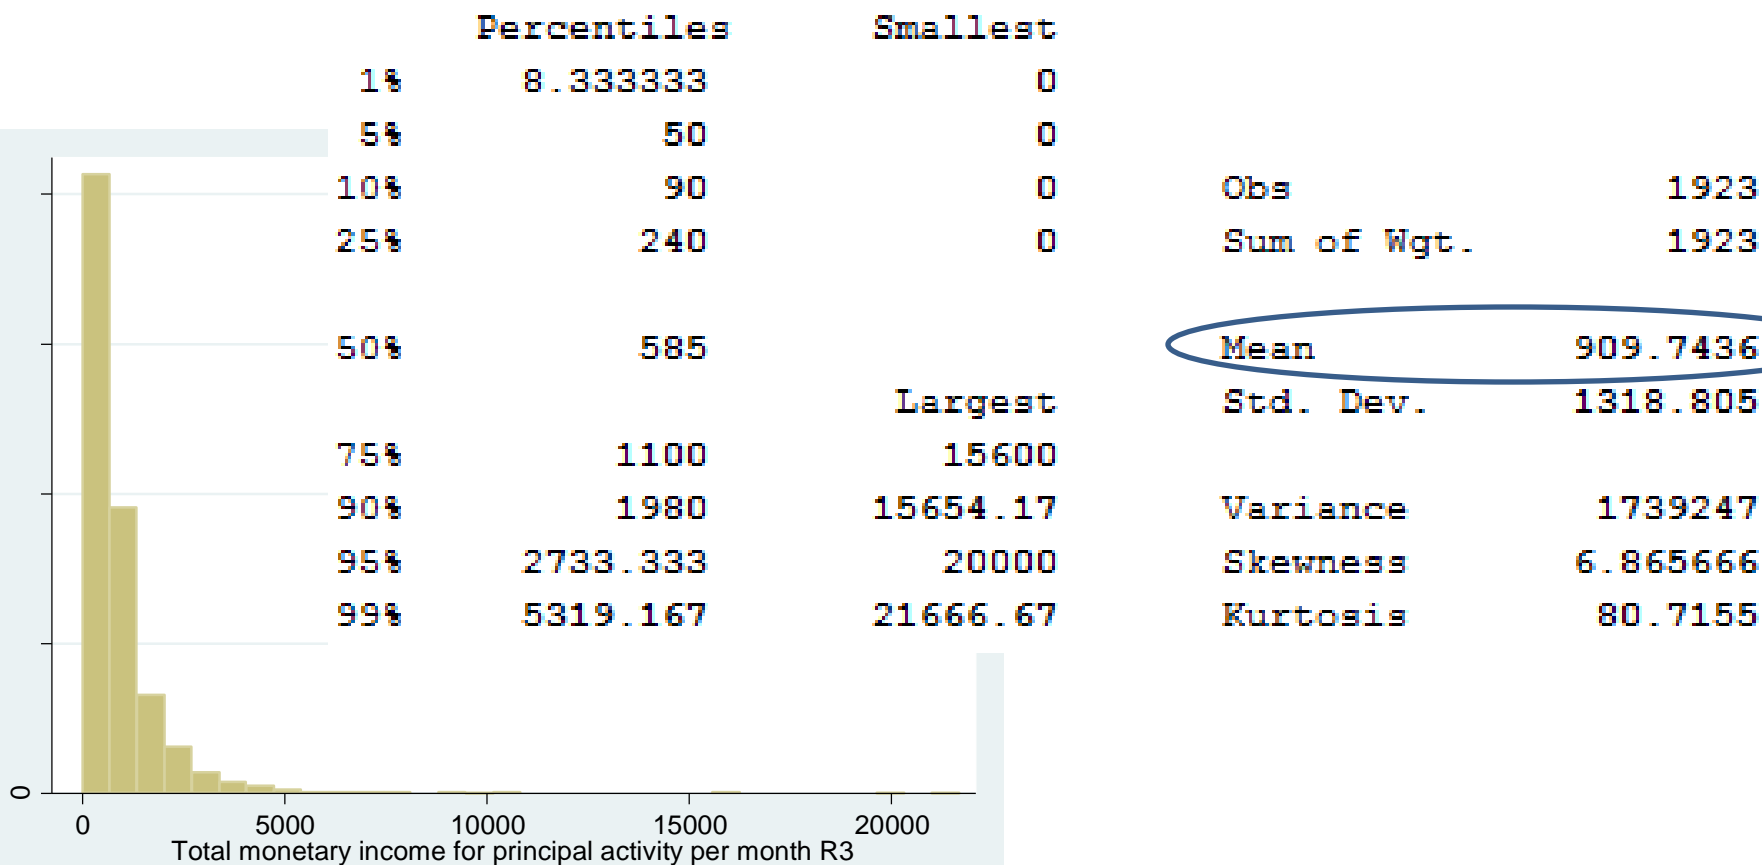 Percentiles Smallest
1% 8.333333 0
5% 50 0
10% 90 0 Obs 1923
25% 240 0 Sum of Wgt. 1923
50% 585 Mean 909.7436
Largest Std. Dev. 1318.805
75% 1100 15600
90% 1980 15654.17 Variance 1739247
95% 2733.333 20000 Skewness 6.865666
99% 5319.167 21666.67 Kurtosis 80.7155
0
0 5000 10000 15000 20000
Total monetary income for principal activity per month R3